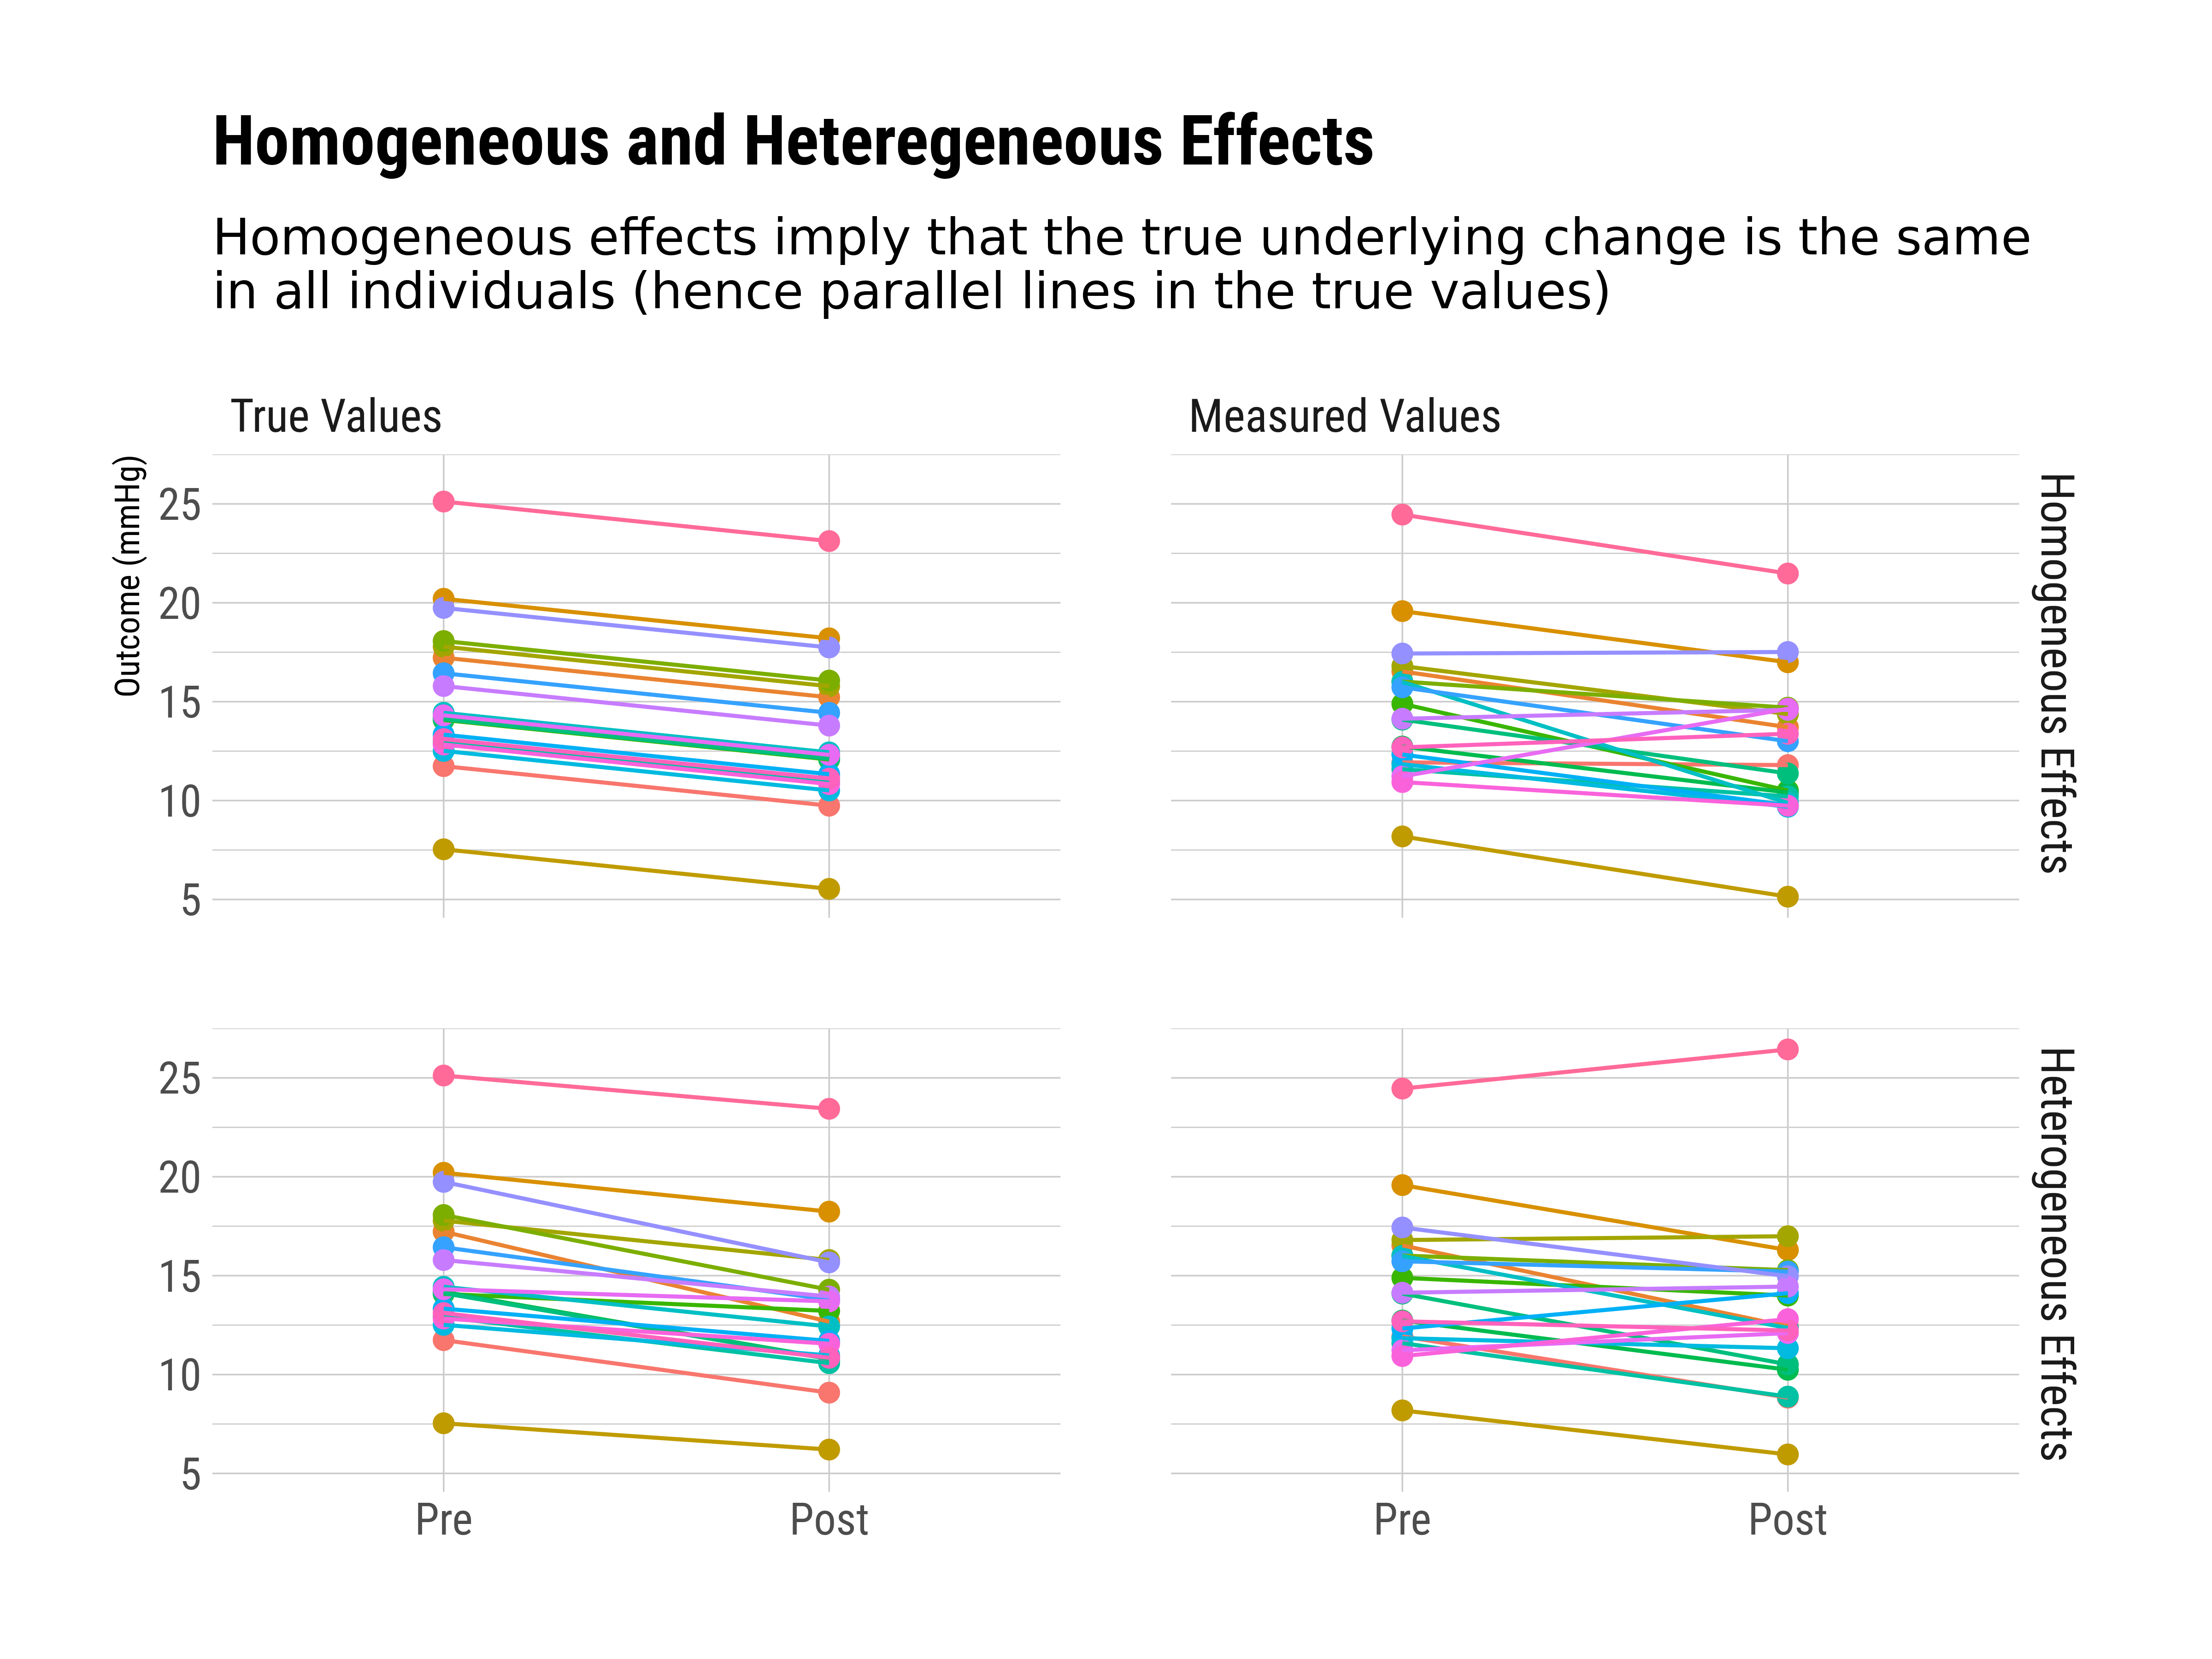 Homogeneous and Heteregeneous Effects
Homogeneous effects imply that the true underlying change is the same
in all individuals (hence parallel lines in the true values)
True Values
Measured Values
Outcome (mmHg)
25
20
15
10
5
Homogeneous Effects
25
20
15
10
5
Heterogeneous Effects
Pre
Post
Pre
Post